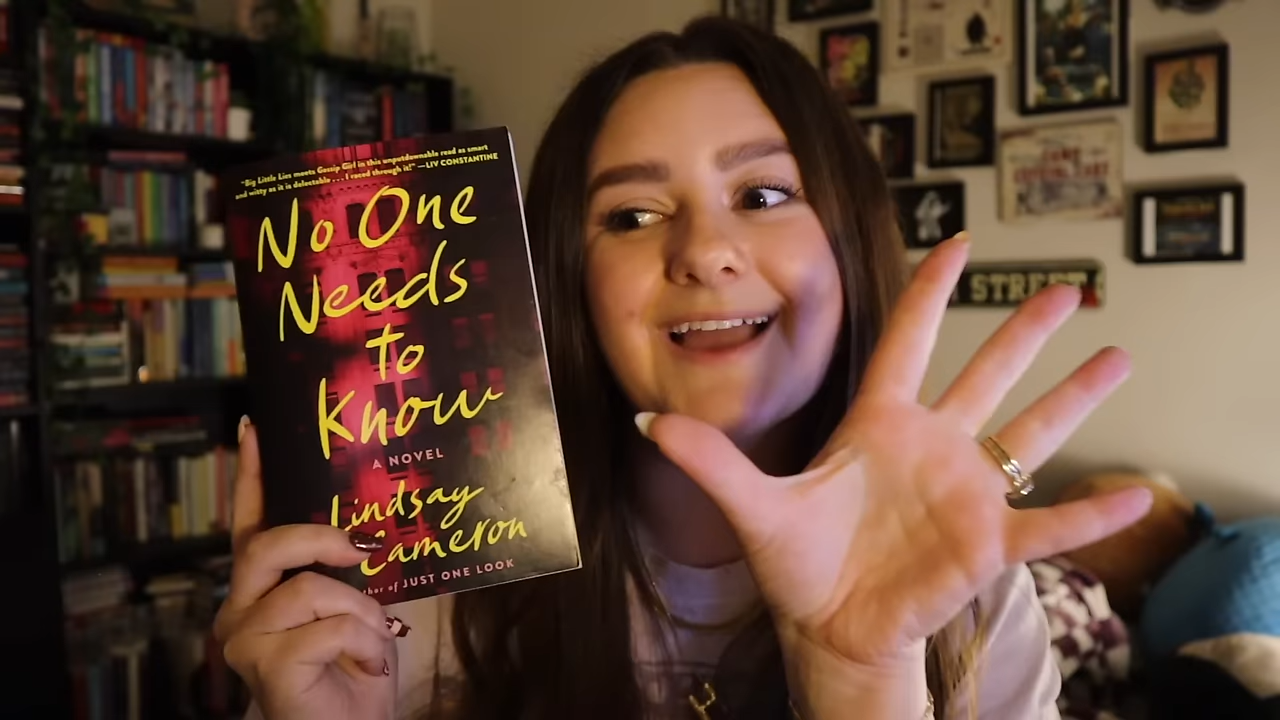 "Big Little Lies meets Gossip Girl in this unputdownable read as smart
and witty as it is delectable . . . I raced through it!" —LIV CONSTANTINE
No One
Needs
to
Know
A NOVEL
Lindsay
Cameron
of JUST ONE LOOK
STREET